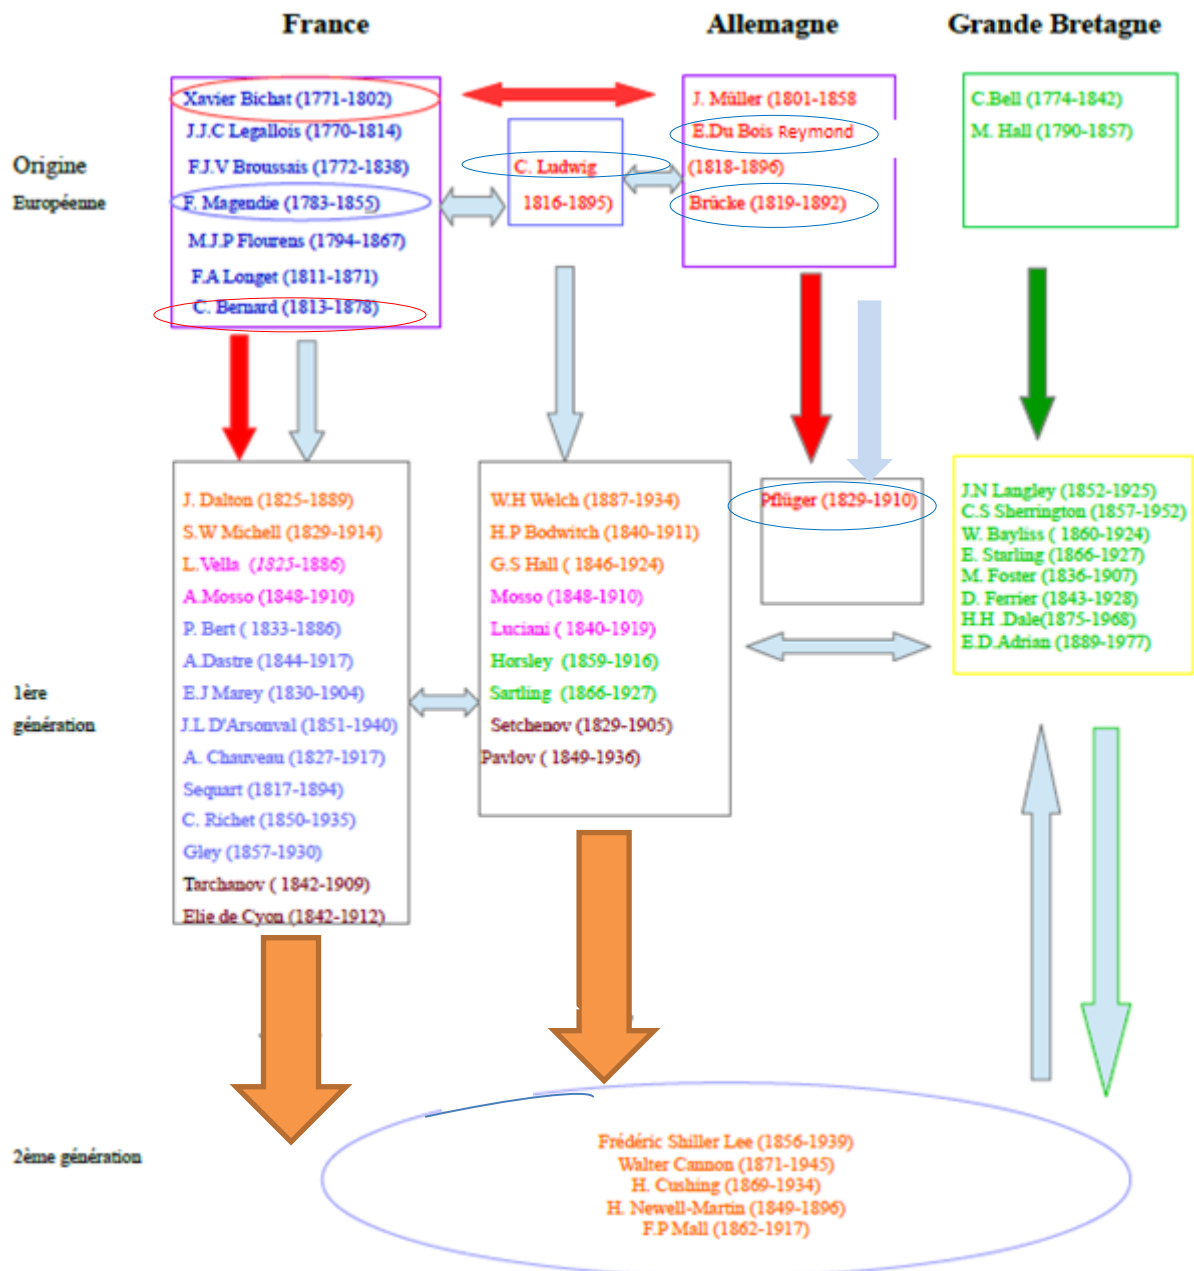 France
Allemagne
Grande Bretagne
Origine
Européenne
Xavier Bichat (1771-1802)
J.J.C Legallois (1770-1814)
F.J.V Broussais (1772-1838)
F. Magendie (1783-1855)
M.J.P Flourens (1794-1867)
F.A Longet (1811-1871)
C. Bernard (1813-1878)
C. Ludwig
1816-1895)
J. Müller (1801-1858
E.Du Bois Reymond
(1818-1896)
Brücke (1819-1892)
C.Bell (1774-1842)
M. Hall (1790-1857)
1ère
génération
J. Dalton (1825-1889)
S.W Michell (1829-1914)
L.Vella (1825-1886)
A.Mosso (1848-1910)
P. Bert ( 1833-1886)
A.Dastre (1844-1917)
E.J Marey (1830-1904)
J.L D'Arsonval (1851-1940)
A. Chauveau (1827-1917)
Sequart (1817-1894)
C. Richet (1850-1935)
Gley (1857-1930)
Tarchanov ( 1842-1909)
Elie de Cyon (1842-1912)
W.H Welch (1887-1934)
H.P Bodwitch (1840-1911)
G.S Hall ( 1846-1924)
Mosso (1848-1910)
Luciani ( 1840-1919)
Horsley (1859-1916)
Sartling (1866-1927)
Setchenov (1829-1905)
Pavlov ( 1849-1936)
Pflüger (1829-1910)
J.N Langley (1852-1925)
C.S Sherrington (1857-1952)
W. Bayliss ( 1860-1924)
E. Starling (1866-1927)
M. Foster (1836-1907)
D. Ferrier (1843-1928)
H.H .Dale(1875-1968)
E.D.Adrian (1889-1977)
2ème génération
Frédéric Shiller Lee (1856-1939)
Walter Cannon (1871-1945)
H. Cushing (1869-1934)
H. Newell-Martin (1849-1896)
F.P Mall (1862-1917)